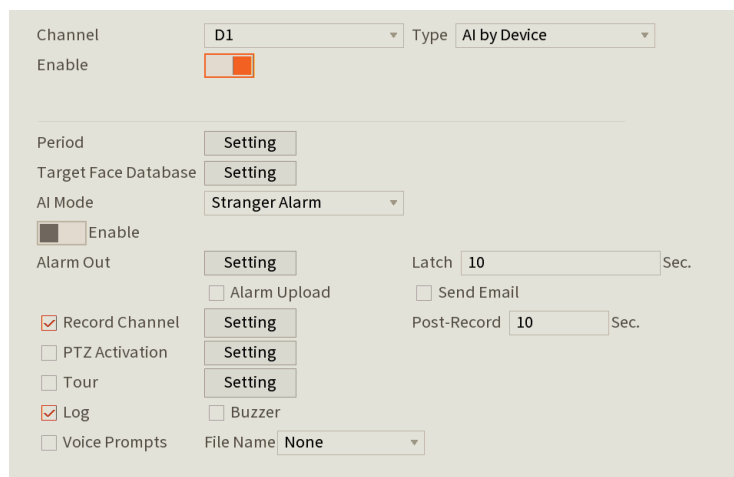 Channel D1 Type AI by Device
Enable
Period Setting
Target Face Database Setting
AI Mode Stranger Alarm
Enable
Alarm Out Setting Latch 10 Sec.
Alarm Upload Send Email
Record Channel Setting Post-Record 10 Sec.
PTZ Activation Setting
Tour Setting
Log Buzzer
Voice Prompts File Name None